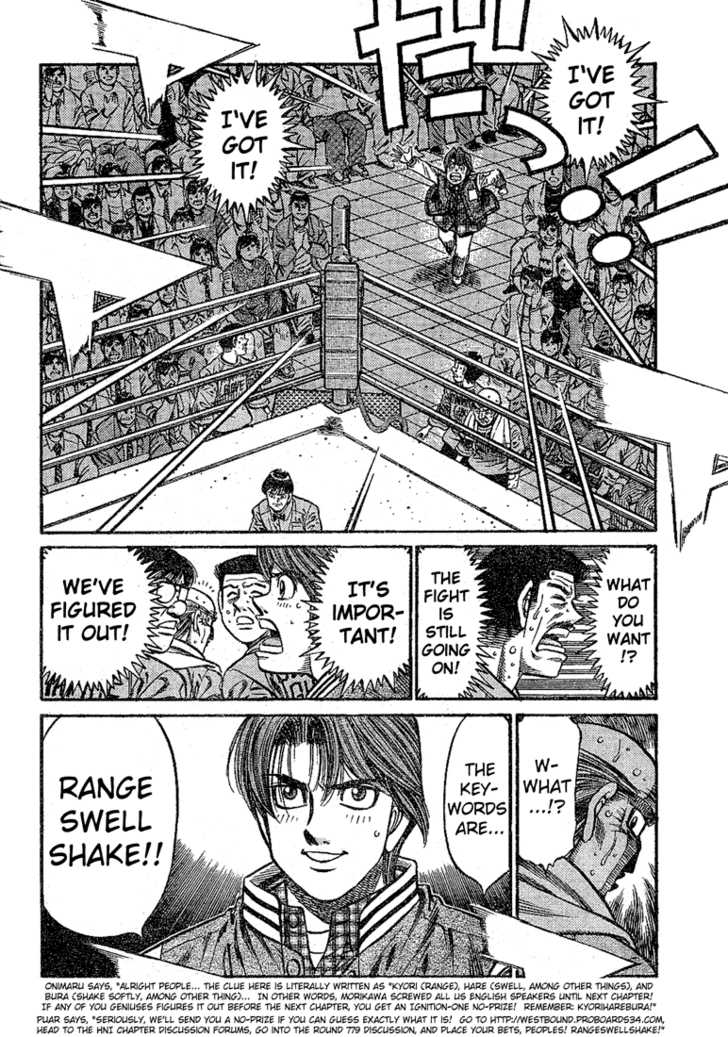 ダダッ!!
I'VE
GOT
IT!
I'VE
GOT
IT!
WHAT
DO
YOU
WANT
!?
THE
FIGHT
IS
STILL
GOING
ON!
IT'S
IMPOR-
TANT!
WE'VE
FIGURED
IT OUT!
W-
WHAT
...!?
THE
KEY-
WORDS
ARE...
RANGE
SWELL
SHAKE!!
ONIMARU SAYS, "ALRIGHT PEOPLE... THE CLUE HERE IS LITERALLY WRITTEN AS "KYORI (RANGE), HARE (SWELL, AMONG OTHER THINGS), AND
BURA (SHAKE SOFTLY, AMONG OTHER THING)... IN OTHER WORDS, MORIKAWA SCREWED ALL US ENGLISH SPEAKERS UNTIL NEXT CHAPTER!
IF ANY OF YOU GENIUSES FIGURES IT OUT BEFORE THE NEXT CHAPTER, YOU GET AN IGNITION-ONE NO-PRIZE! REMEMBER: KYORIHAREBURA!"
PUAR SAYS, "SERIOUSLY, WE'LL SEND YOU A NO-PRIZE IF YOU CAN GUESS EXACTLY WHAT IT IS! GO TO HTTP://WESTBOUND.PROBOARDS34.COM,
HEAD TO THE HNI CHAPTER DISCUSSION FORUMS, GO INTO THE ROUND 779 DISCUSSION, AND PLACE YOUR BETS, PEOPLES! RANGESWELLSHAKE!"